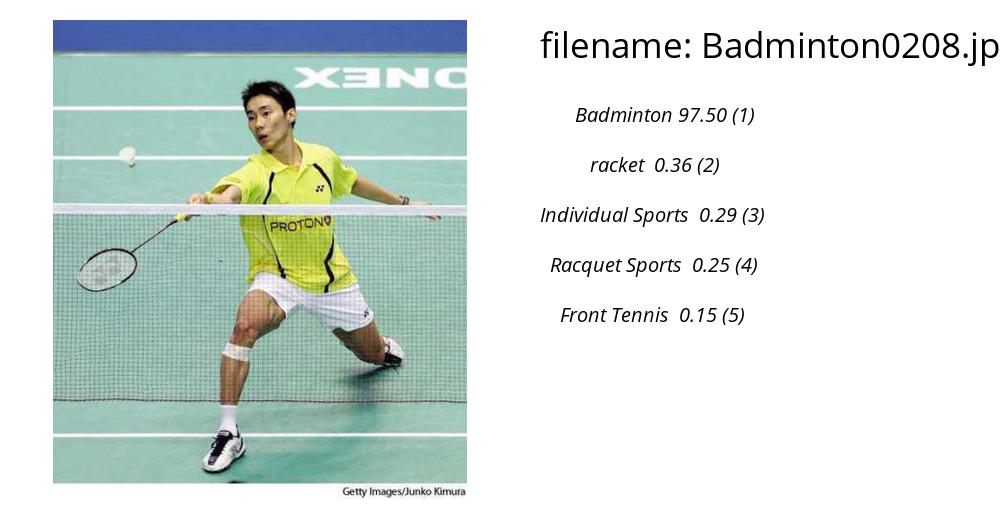 filename: Badminton0208.jp
ONEX
Badminton 97.50 (1)
racket 0.36 (2)
PROTON
Individual Sports 0.29 (3)
Racquet Sports 0.25 (4)
Front Tennis 0.15 (5)
Getty Images/Junko Kimura